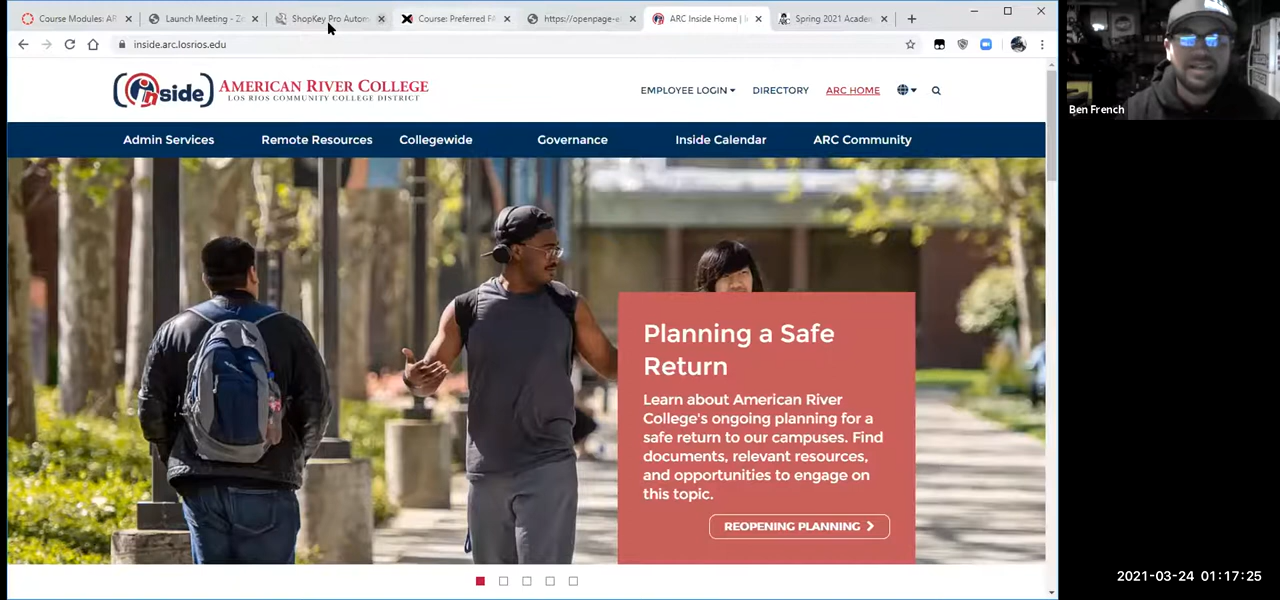 Course Modules: AR
Launch Meeting - Z
ShopKey Pro Autom
Course: Preferred FA
https://openpage-e
ARC Inside Home | I
Spring 2021 Acade
inside.arc.losrios.edu
inside
AMERICAN RIVER COLLEGE
LOS RIOS COMMUNITY COLLEGE DISTRICT
EMPLOYEE LOGIN
DIRECTORY
ARC HOME
Admin Services
Remote Resources
Collegewide
Governance
Inside Calendar
ARC Community
Planning a Safe
Return
Learn about American River
College's ongoing planning for a
safe return to our campuses. Find
documents, relevant resources,
and opportunities to engage on
this topic.
REOPENING PLANNING
Ben French
2021-03-24 01:17:25